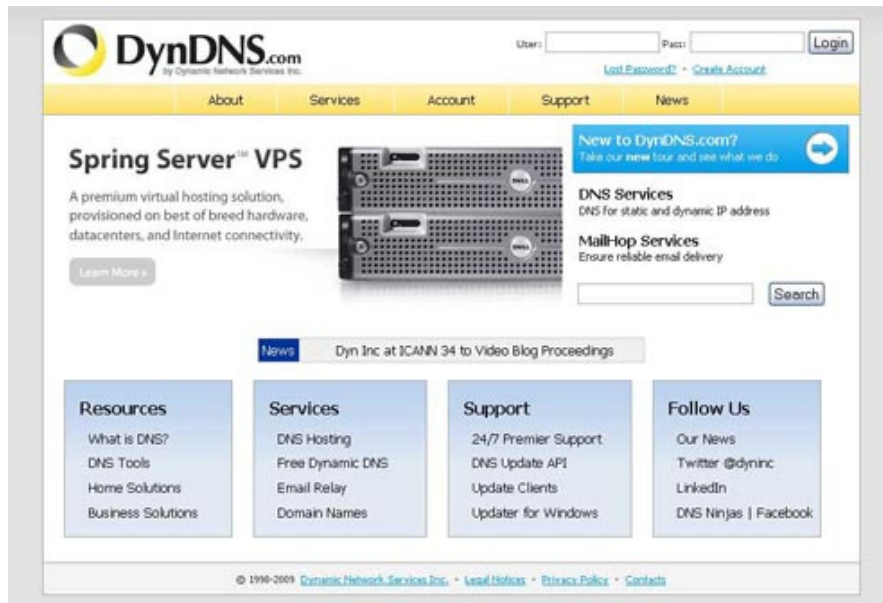 DynDNS.com
by Dynamic Network Services Inc.
User: Pass: Login
Lost Password? - Create Account
About Services Account Support News
Spring Server™ VPS
A premium virtual hosting solution,
provisioned on best of breed hardware,
datacenters, and Internet connectivity.
Learn More »
DELL
DELL
New to DynDNS.com?
Take our new tour and see what we do
DNS Services
DNS for static and dynamic IP address
MailHop Services
Ensure reliable email delivery
Search
News Dyn Inc at ICANN 34 to Video Blog Proceedings
Resources
What is DNS?
DNS Tools
Home Solutions
Business Solutions
Services
DNS Hosting
Free Dynamic DNS
Email Relay
Domain Names
Support
24/7 Premier Support
DNS Update API
Update Clients
Updater for Windows
Follow Us
Our News
Twitter @dyninc
LinkedIn
DNS Ninjas | Facebook
© 1998-2009 Dynamic Network Services Inc. - Legal Notices - Privacy Policy - Contacts